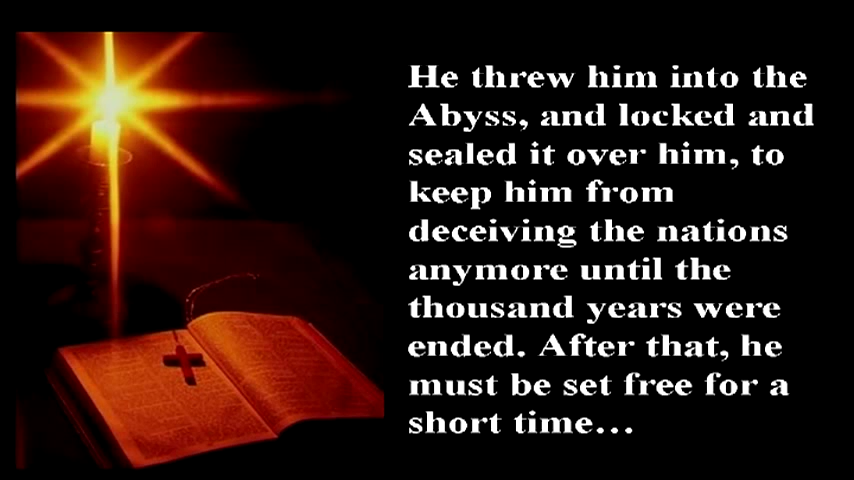 He threw him into the
Abyss, and locked and
sealed it over him, to
keep him from
deceiving the nations
anymore until the
thousand years were
ended. After that, he
must be set free for a
short time...